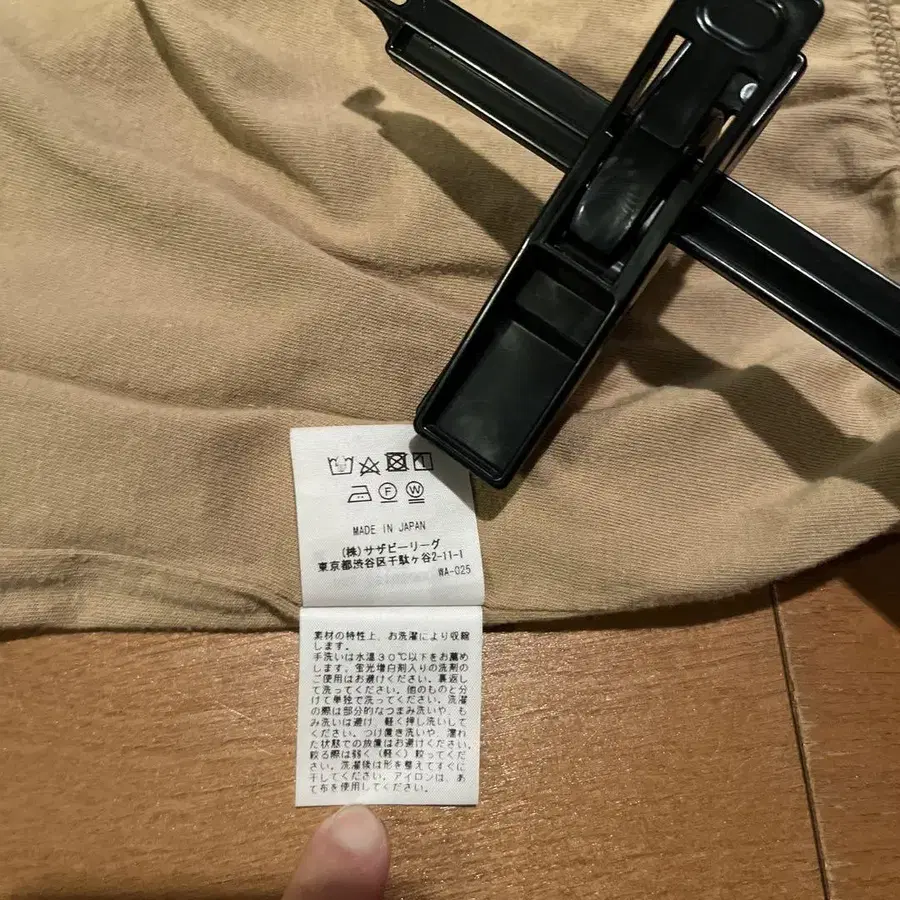 F W
MADE IN JAPAN
(株)サザビーリーグ
東京都渋谷区千駄ヶ谷2-11-1
WA-025
素材の特性上、お洗濯により収縮
します。
手洗いは水温30℃以下をお薦め
します。蛍光増白剤入りの洗剤の
ご使用はお避けください。裏返し
て洗ってください。他のものと分
けて単独で洗ってください。洗濯
の際は部分的なつまみ洗いや、も
み洗いは避け 軽く押し洗いして
ください。つけ置き洗いや、濡れ
た状態での放置はお避けください。
絞る際は弱く(軽く)絞ってくだ
さい。洗濯後は形を整えてすぐに
干してください。アイロンは、あ
て布を使用してください。